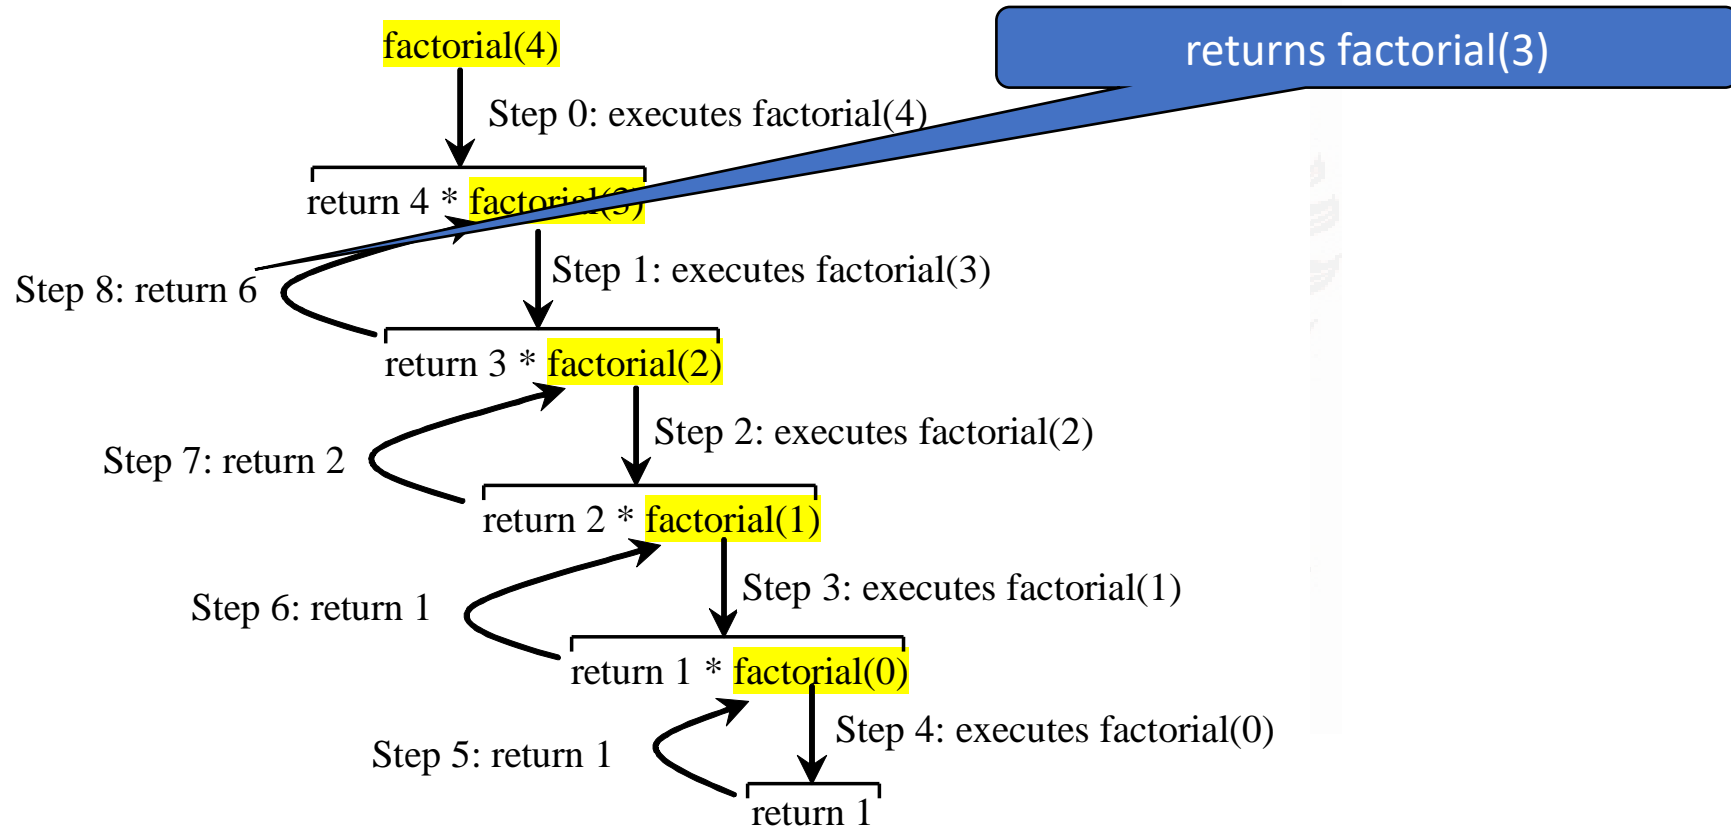 factorial(4)
returns factorial(3)
Step 0: executes factorial(4)
return 4 * factorial(3)
Step 1: executes factorial(3)
Step 8: return 6
return 3 * factorial(2)
Step 2: executes factorial(2)
Step 7: return 2
return 2 * factorial(1)
Step 3: executes factorial(1)
Step 6: return 1
return 1 * factorial(0)
Step 4: executes factorial(0)
Step 5: return 1
return 1